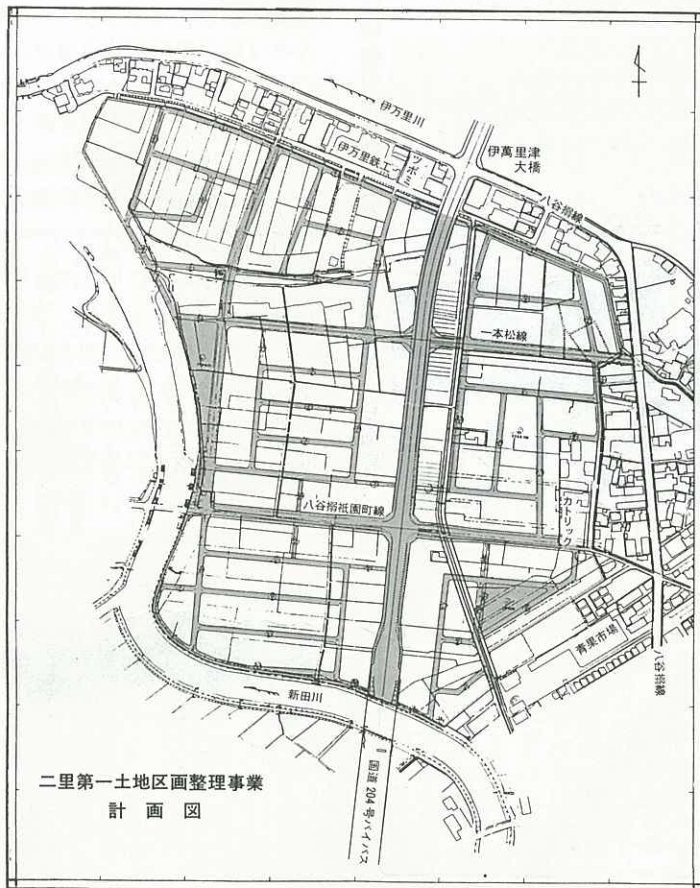 伊万里川
伊万里鉄工
ツボミ
伊萬里津
大橋
八谷搦線
一本松線
八谷搦祇園町線
カトリック
青果市場
八谷搦線
新田川
国道204号バイパス
二里第一土地区画整理事業
計画図